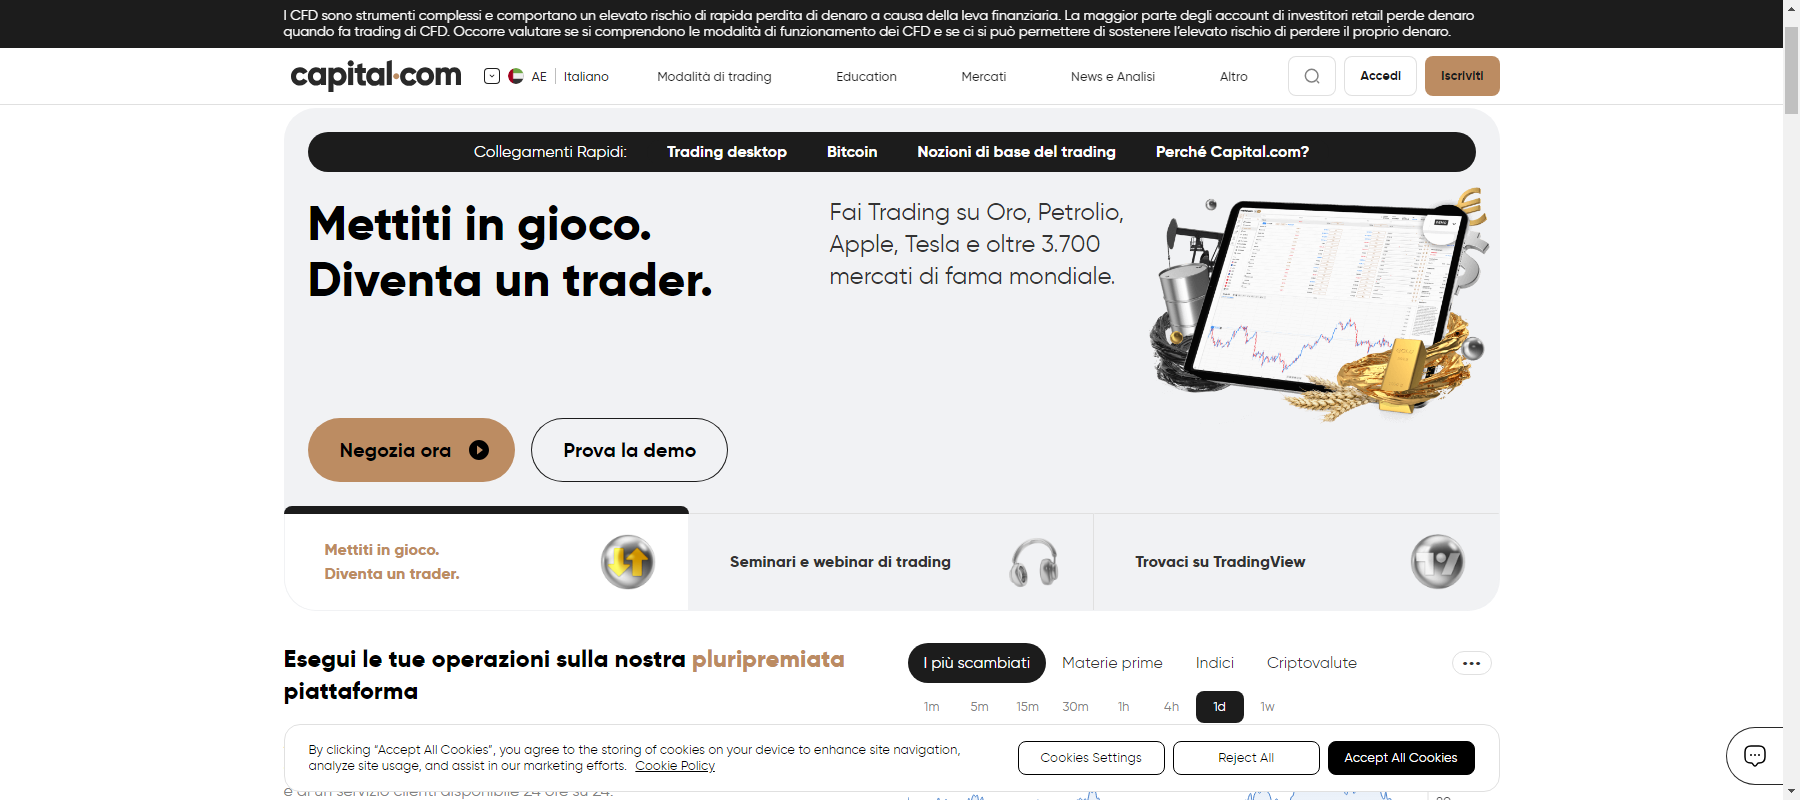 I CFD sono strumenti complessi e comportano un elevato rischio di rapida perdita di denaro a causa della leva finanziaria. La maggior parte degli account di investitori retail perde denaro
quando fa trading di CFD. Occorre valutare se si comprendono le modalità di funzionamento dei CFD e se ci si può permettere di sostenere l’elevato rischio di perdere il proprio denaro.
capital.com AE Italiano Modalità di trading Education Mercati News e Analisi Altro Accedi Iscriviti
Collegamenti Rapidi: Trading desktop Bitcoin Nozioni di base del trading Perché Capital.com?
Mettiti in gioco.
Diventa un trader.
Fai Trading su Oro, Petrolio,
Apple, Tesla e oltre 3.700
mercati di fama mondiale.
Negozia ora Prova la demo
Mettiti in gioco.
Diventa un trader.
Seminari e webinar di trading
Trovaci su TradingView
Esegui le tue operazioni sulla nostra pluripremiata
piattaforma
I più scambiati Materie prime Indici Criptovalute
1m 5m 15m 30m 1h 4h 1d 1w
By clicking “Accept All Cookies”, you agree to the storing of cookies on your device to enhance site navigation,
analyze site usage, and assist in our marketing efforts. Cookie Policy
Cookies Settings Reject All Accept All Cookies
e di un servizio clienti disponibile 24 ore su 24.